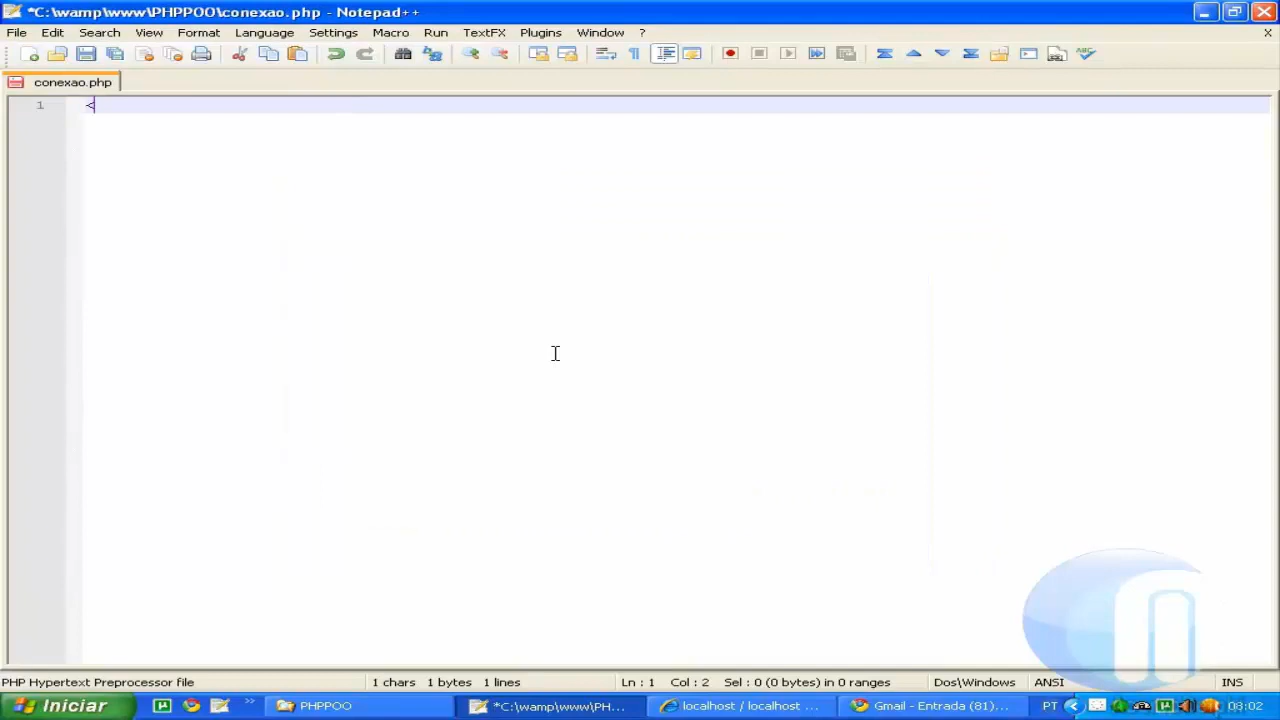 *C:\wamp\www\PHPPOO\conexao.php - Notepad++
File Edit Search View Format Language Settings Macro Run TextFX Plugins Window ?
X
conexao.php
1 <
PHP Hypertext Preprocessor file 1 chars 1 bytes 1 lines Ln : 1 Col : 2 Sel : 0 (0 bytes) in 0 ranges Dos\Windows ANSI INS
Iniciar PHPPOO *C:\wamp\www\PH... localhost / localhost ... Gmail - Entrada (81)... PT 08:02